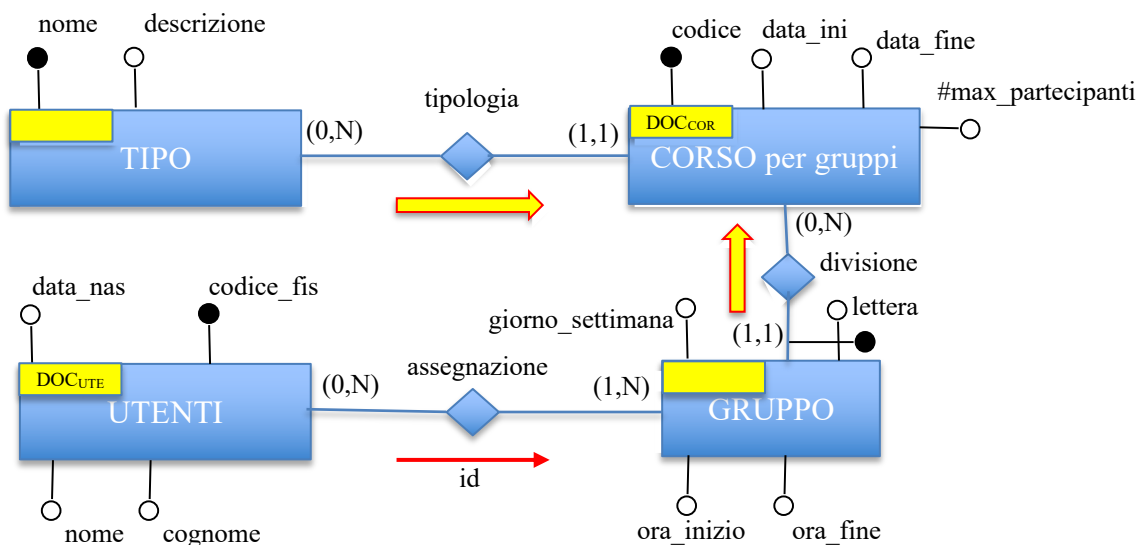 nome
descrizione
codice
data_ini
data_fine
#max_partecipanti
tipologia
DOCCOR
(0,N)
(1,1)
TIPO
CORSO per gruppi
(0,N)
divisione
data_nas
codice_fis
giorno_settimana
lettera
(1,1)
assegnazione
DOCUTE
(0,N)
(1,N)
UTENTI
GRUPPO
id
nome
cognome
ora_inizio
ora_fine